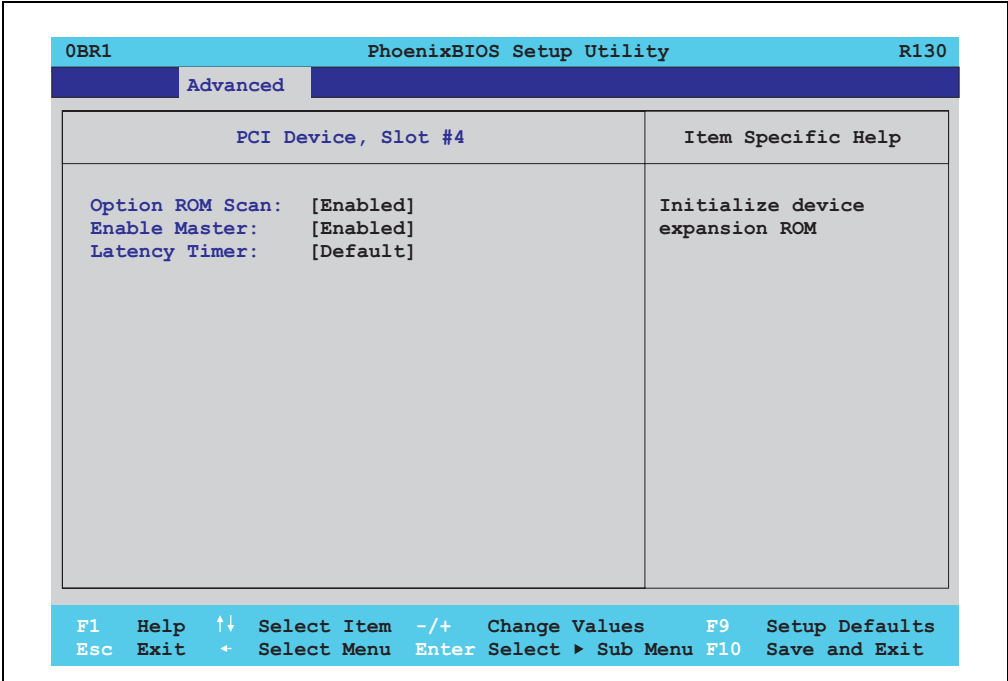 0BR1 PhoenixBIOS Setup Utility R130
Advanced
PCI Device, Slot #4
Item Specific Help
Option ROM Scan: [Enabled]
Enable Master: [Enabled]
Latency Timer: [Default]
Initialize device
expansion ROM
F1 Help ↑↓ Select Item -/+ Change Values F9 Setup Defaults
Esc Exit ← Select Menu Enter Select ▶ Sub Menu F10 Save and Exit